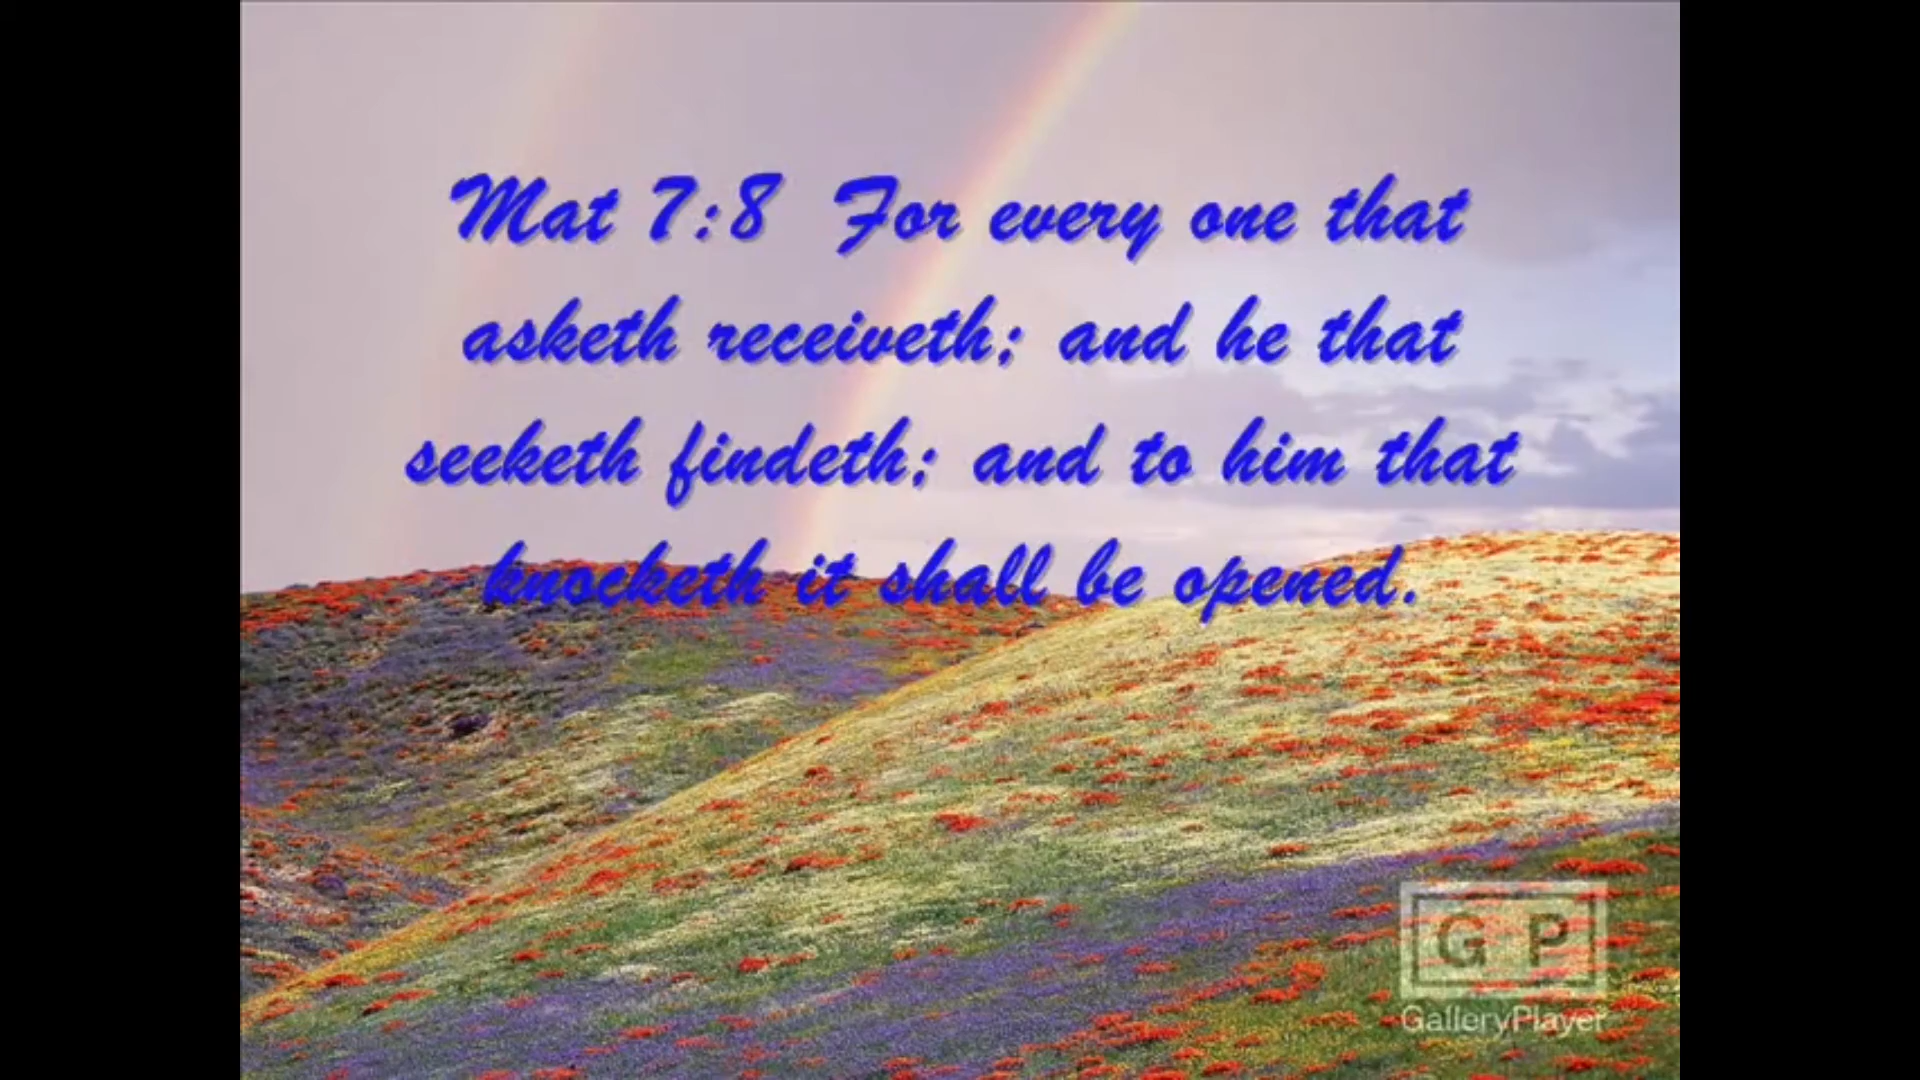 Mat 7:8  For every one that
asketh receiveth; and he that
seeketh findeth; and to him that
knocketh it shall be opened.
G P
GalleryPlayer